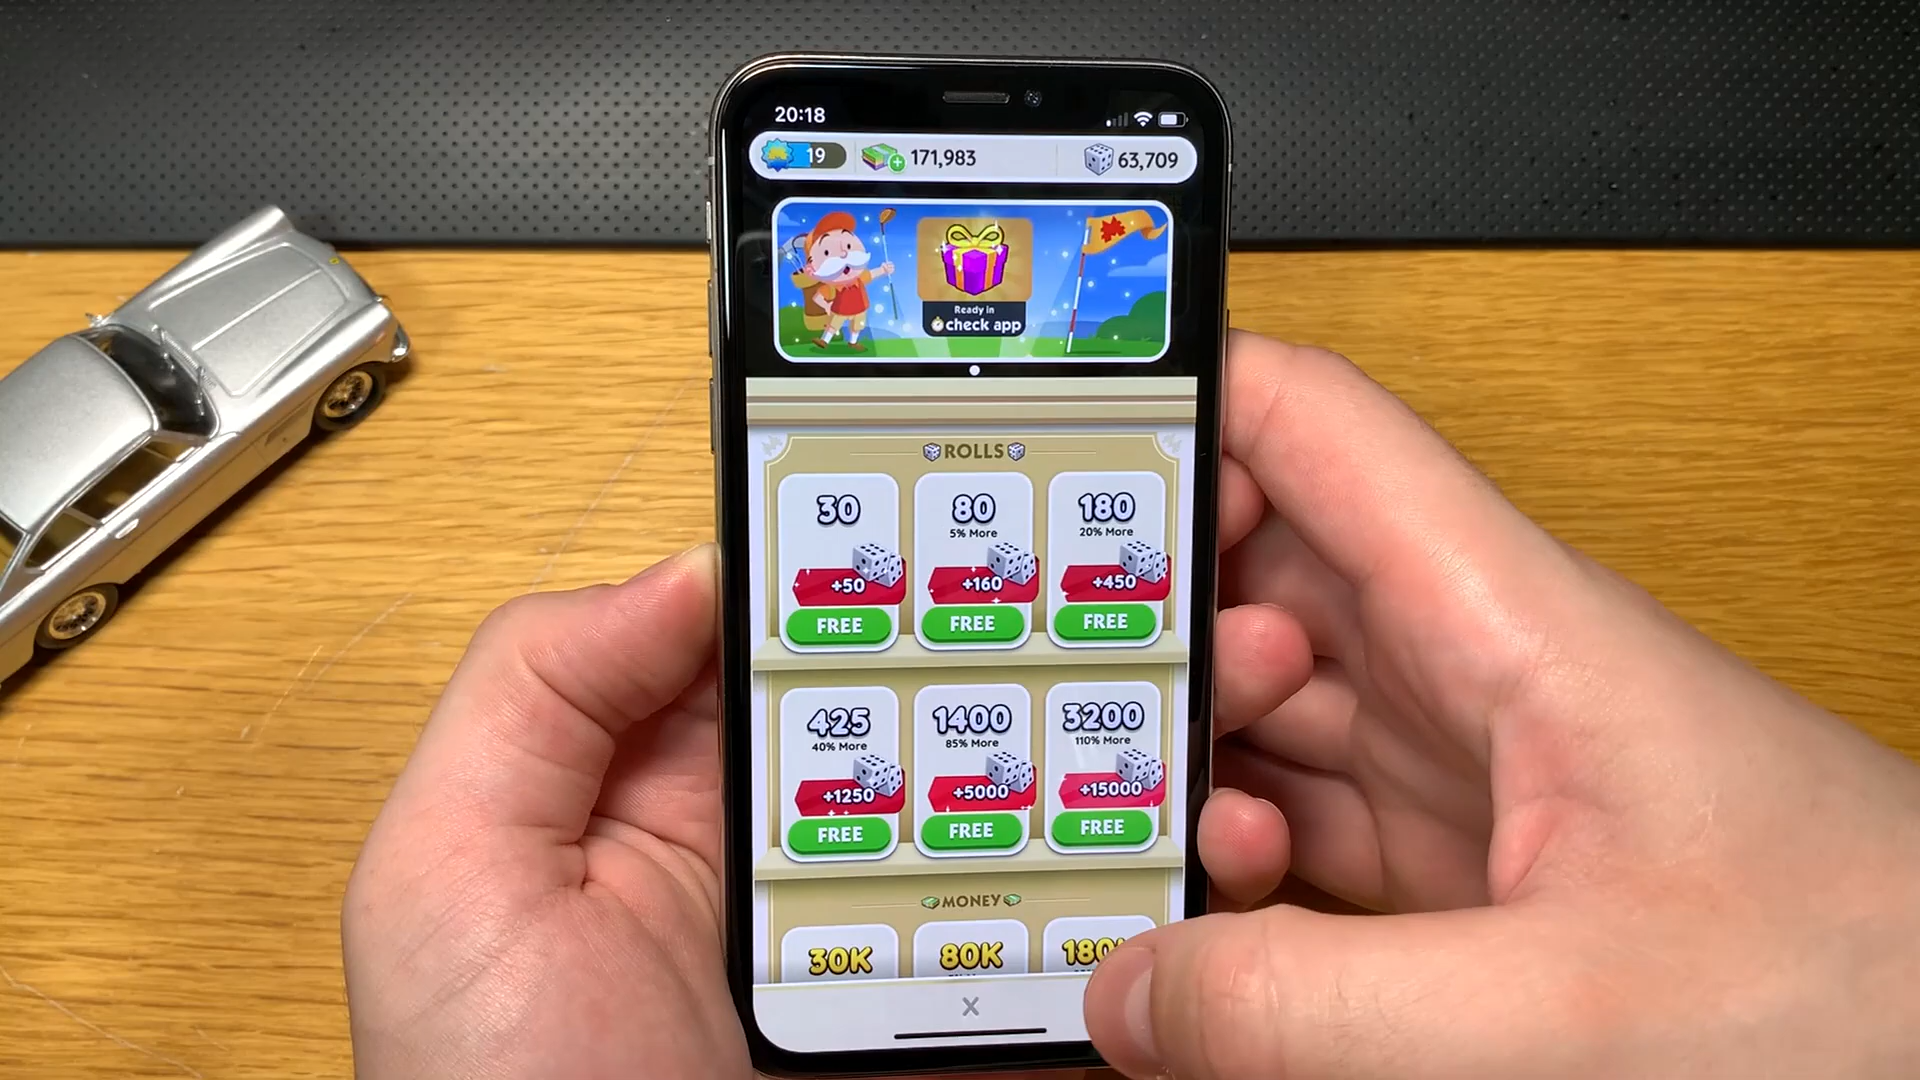 20:18
19
171,983
63,709
Ready in
check app
ROLLS
30
80
5% More
180
20% More
+50
+160
+450
FREE
FREE
FREE
425
40% More
1400
85% More
3200
110% More
+1250
+5000
+15000
FREE
FREE
FREE
MONEY
30K
80K
180
X